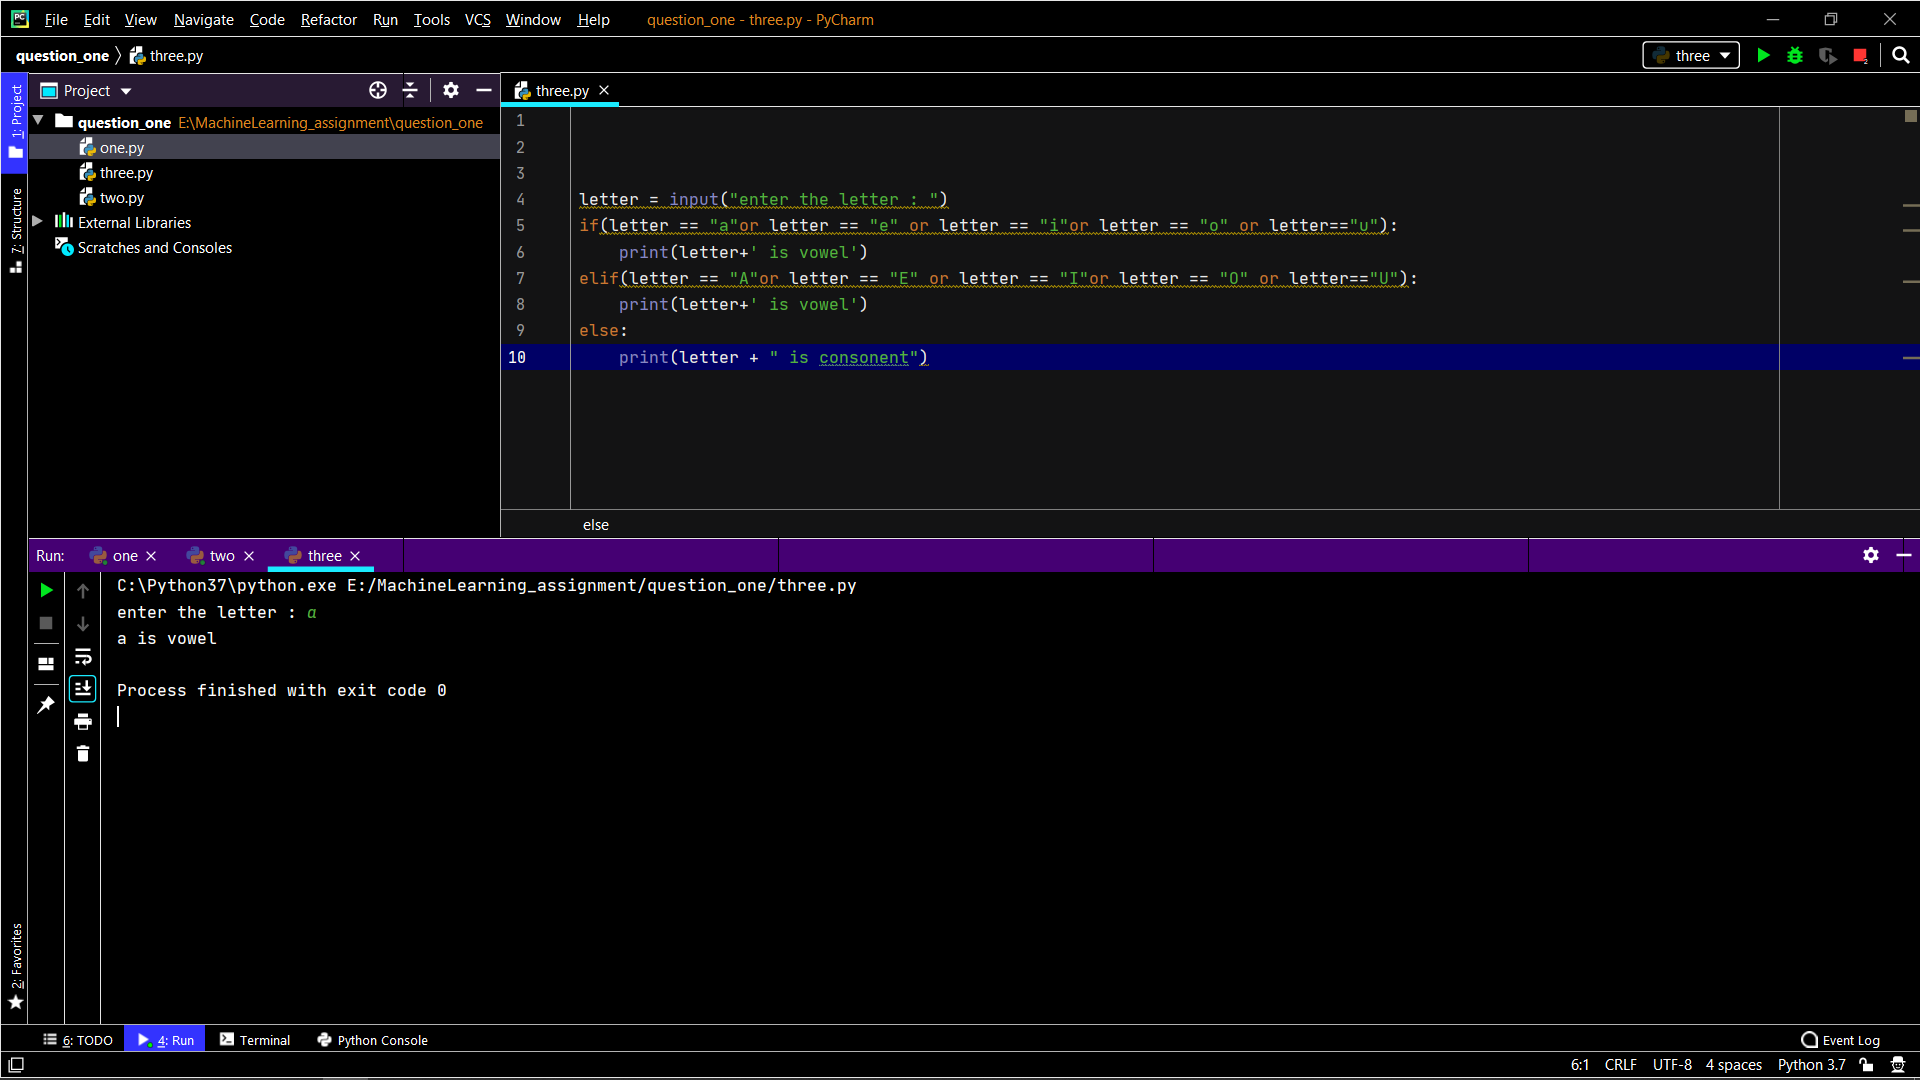 File Edit View Navigate Code Refactor Run Tools VCS Window Help question_one - three.py - PyCharm
question_one three.py three
1: Project
Project
three.py
question_one E:\MachineLearning_assignment\question_one
one.py
three.py
two.py
External Libraries
Scratches and Consoles
7: Structure
1
2
3
4 letter = input("enter the letter : ")
5 if(letter == "a"or letter == "e" or letter == "i"or letter == "o" or letter=="u"):
6 print(letter+' is vowel')
7 elif(letter == "A"or letter == "E" or letter == "I"or letter == "O" or letter=="U"):
8 print(letter+' is vowel')
9 else:
10 print(letter + " is consonent")
else
Run: one two three
C:\Python37\python.exe E:/MachineLearning_assignment/question_one/three.py
enter the letter : a
a is vowel
Process finished with exit code 0
2: Favorites
6: TODO 4: Run Terminal Python Console Event Log
6:1 CRLF UTF-8 4 spaces Python 3.7